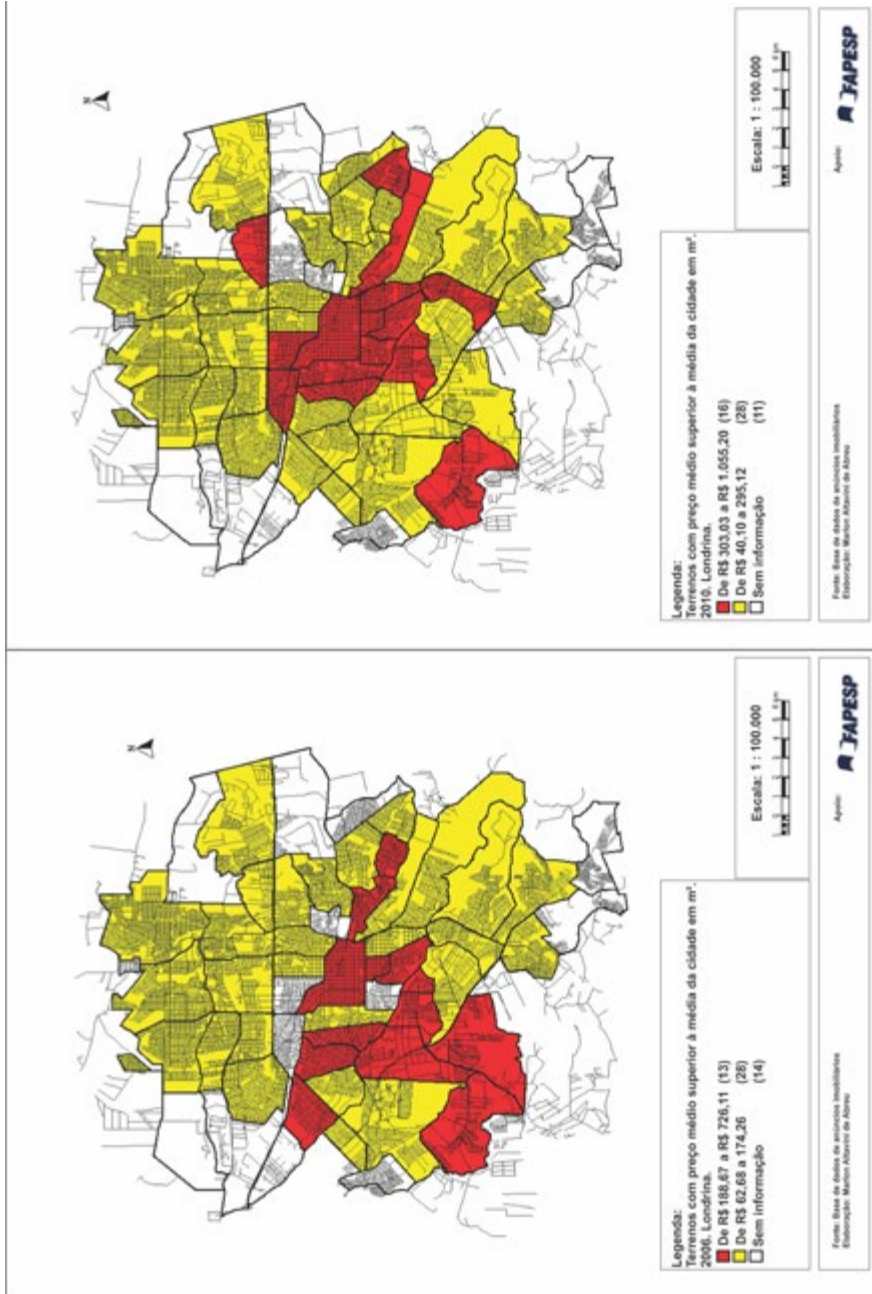 N
Legenda:
Terrenos com preço médio superior à média da cidade em m².
2006. Londrina.
De R$ 188,67 a R$ 726,11 (13)
De R$ 62,68 a 174,26 (28)
Sem informação (14)
Escala: 1 : 100.000
Fonte: Base de dados de anúncios imobiliários
Elaboração: Marlon Altavini de Abreu
Apoio:
FAPESP
N
Legenda:
Terrenos com preço médio superior à média da cidade em m².
2010. Londrina.
De R$ 303,03 a R$ 1.055,20 (16)
De R$ 40,10 a 295,12 (28)
Sem informação (11)
Escala: 1 : 100.000
Fonte: Base de dados de anúncios imobiliários
Elaboração: Marlon Altavini de Abreu
Apoio:
FAPESP